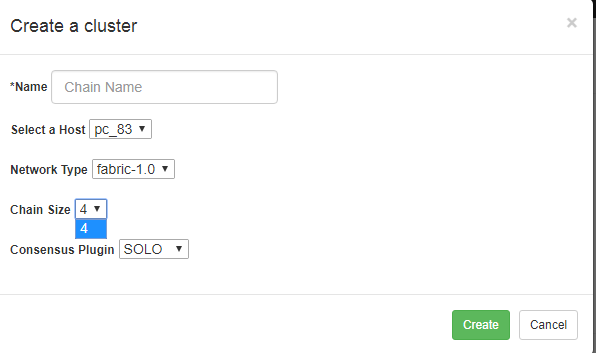 Create a cluster ×
*Name Chain Name
Select a Host pc_83
Network Type fabric-1.0
Chain Size 4
4
Consensus Plugin SOLO
Create Cancel